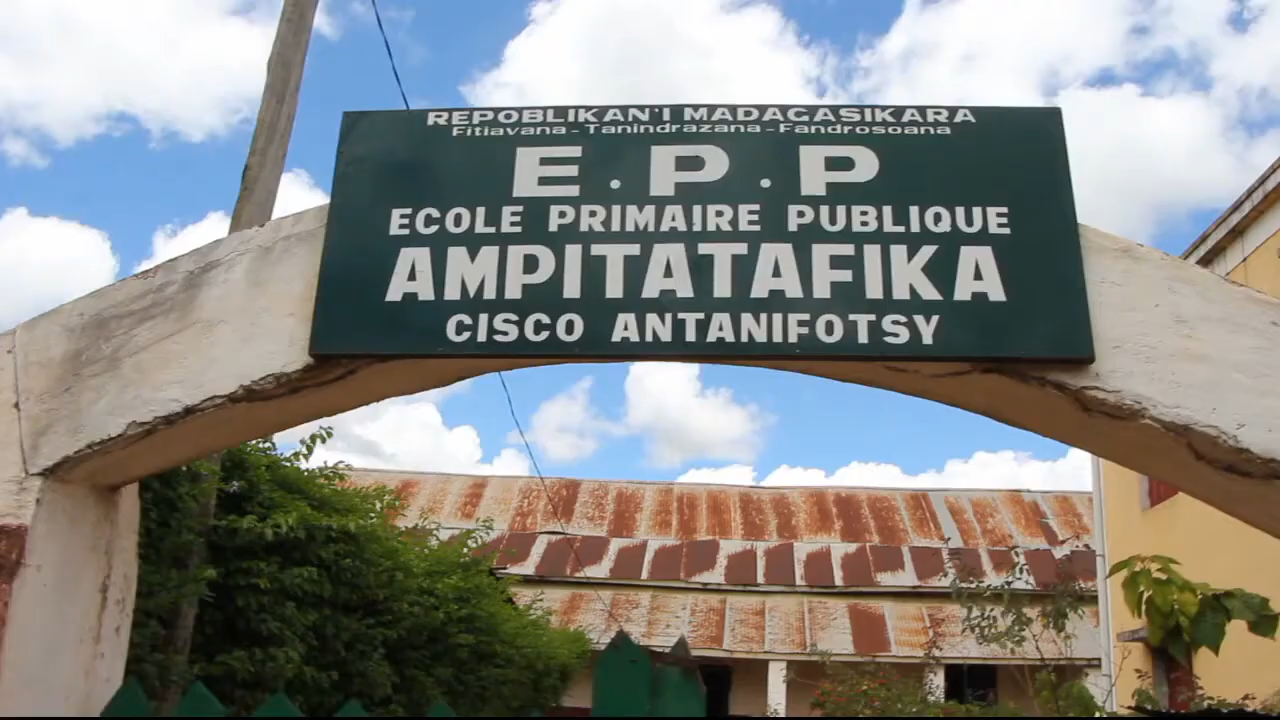 REPOBLIKAN'I MADAGASIKARA
Fitiavana - Tanindrazana - Fandrosoana
E.P.P
ECOLE PRIMAIRE PUBLIQUE
AMPITATAFIKA
CISCO ANTANIFOTSY